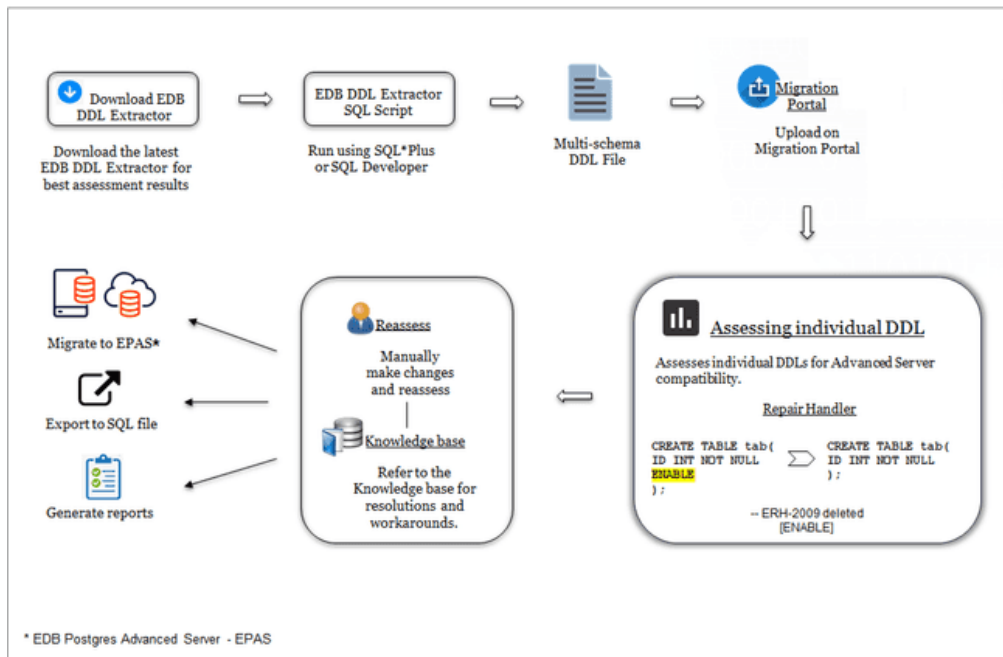 Download EDB
DDL Extractor
Download the latest
EDB DDL Extractor for
best assessment results
EDB DDL Extractor
SQL Script
Run using SQL*Plus
or SQL Developer
Multi-schema
DDL File
Migration
Portal
Upload on
Migration Portal
Assessing individual DDL
Assesses individual DDLs for Advanced Server
compatibility.
Repair Handler
CREATE TABLE tab(
ID INT NOT NULL
ENABLE
);
CREATE TABLE tab(
ID INT NOT NULL
);
-- ERH-2009 deleted
[ENABLE]
Reassess
Manually
make changes
and reassess
Knowledge base
Refer to the
Knowledge base for
resolutions and
workarounds.
Migrate to EPAS*
Export to SQL file
Generate reports
* EDB Postgres Advanced Server - EPAS